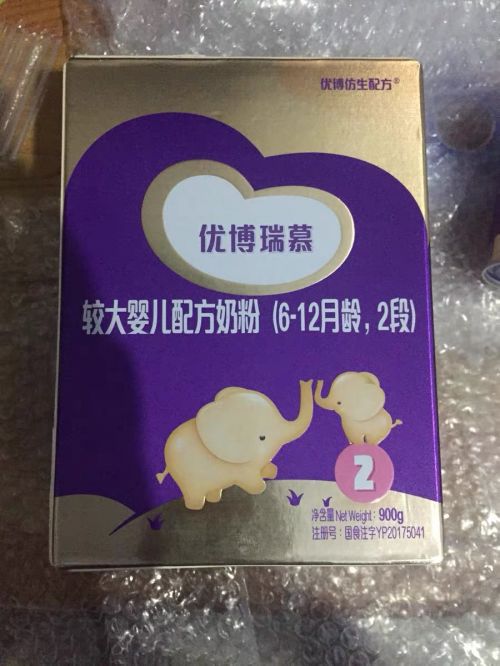 优博仿生配方®
优博瑞慕
较大婴儿配方奶粉（6-12月龄，2段）
2
净含量Net Weight：900g
注册号：国食注字YP20175041